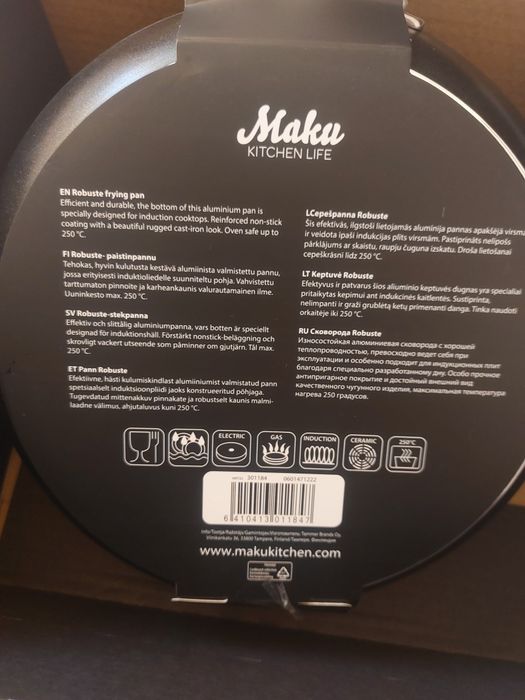 Maku
KITCHEN LIFE
EN Robuste frying pan
Efficient and durable, the bottom of this aluminium pan is
specially designed for induction cooktops. Reinforced non-stick
coating with a beautiful rugged cast-iron look. Oven safe up to
250 °C.
FI Robuste- paistinpannu
Tehokas, hyvin kulutusta kestävä alumiinista valmistettu pannu,
jossa erityisesti induktioliedelle suunniteltu pohja. Vahvistettu
tarttumaton pinnoite ja karheankaunis valurautamainen ilme.
Uuninkesto max. 250 °C.
SV Robuste-stekpanna
Effektiv och slittålig aluminiumpanna, vars botten är speciellt
designad för induktionshäll. Förstärkt nonstick-beläggning och
skrovligt vackert utseende som påminner om gjutjärn. Tål max.
250 °C.
ET Pann Robuste
Efektiivne, hästi kulumiskindlast alumiiniumist valmistatud pann
spetsiaalselt induktsioonpliidi jaoks konstrueeritud põhjaga.
Tugevdatud mittenakkuv pinnakate ja robustselt kaunis malmi-
laadne välimus, ahjutaluvus kuni 250 °C.
LCepešpanna Robuste
Šis efektīvās, ilgstoši lietojamās alumīnija pannas apakšējā virsma
ir veidota īpaši indukcijas plīts virsmām. Pastiprināts nelipošs
pārklājums ar skaistu, raupju čuguna izskatu. Droša lietošanai
cepeškrāsnī līdz 250 °C.
LT Keptuvė Robuste
Efektyvus ir patvarus šios aliuminio keptuvės dugnas yra specialiai
pritaikytas kepimui ant indukcinės kaitlentės. Sustiprinta,
nelimpanti ir graži grublėtą ketų primenanti danga. Tinka naudoti
orkaitėje iki 250 °C.
RU Сковорода Robuste
Износостойкая алюминиевая сковорода с хорошей
теплопроводностью, превосходно ведет себя при
эксплуатации и особенно подходит для индукционных плит
благодаря специально разработанному дну. Особо прочное
антипригарное покрытие и достойный внешний вид
качественного чугунного изделия, максимальная температура
нагрева 250 градусов.
ELECTRIC GAS INDUCTION CERAMIC 250°C
301184 0601471222
6 410413 011847
Viinikankatu 36, 33800 Tampere, Finland
www.makukitchen.com